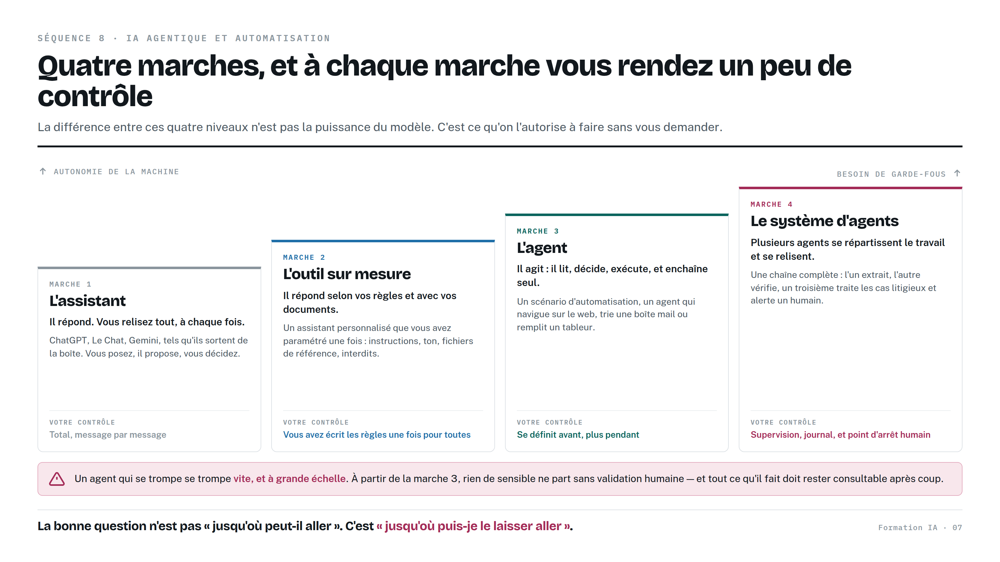 SÉQUENCE 8 · IA AGENTIQUE ET AUTOMATISATION
Quatre marches, et à chaque marche vous rendez un peu de
contrôle
La différence entre ces quatre niveaux n'est pas la puissance du modèle. C'est ce qu'on l'autorise à faire sans vous demander.
↑ AUTONOMIE DE LA MACHINE
BESOIN DE GARDE-FOUS ↑
MARCHE 1
L'assistant
Il répond. Vous relisez tout, à chaque fois.
ChatGPT, Le Chat, Gemini, tels qu'ils sortent de
la boîte. Vous posez, il propose, vous décidez.
VOTRE CONTRÔLE
Total, message par message
MARCHE 2
L'outil sur mesure
Il répond selon vos règles et avec vos
documents.
Un assistant personnalisé que vous avez
paramétré une fois : instructions, ton, fichiers
de référence, interdits.
VOTRE CONTRÔLE
Vous avez écrit les règles une fois pour toutes
MARCHE 3
L'agent
Il agit : il lit, décide, exécute, et enchaîne
seul.
Un scénario d'automatisation, un agent qui
navigue sur le web, trie une boîte mail ou
remplit un tableur.
VOTRE CONTRÔLE
Se définit avant, plus pendant
MARCHE 4
Le système d'agents
Plusieurs agents se répartissent le travail
et se relisent.
Une chaîne complète : l'un extrait, l'autre
vérifie, un troisième traite les cas litigieux et
alerte un humain.
VOTRE CONTRÔLE
Supervision, journal, et point d'arrêt humain
Un agent qui se trompe se trompe vite, et à grande échelle. À partir de la marche 3, rien de sensible ne part sans validation humaine — et tout ce qu'il fait doit rester consultable après coup.
La bonne question n'est pas « jusqu'où peut-il aller ». C'est « jusqu'où puis-je le laisser aller ».
Formation IA · 07